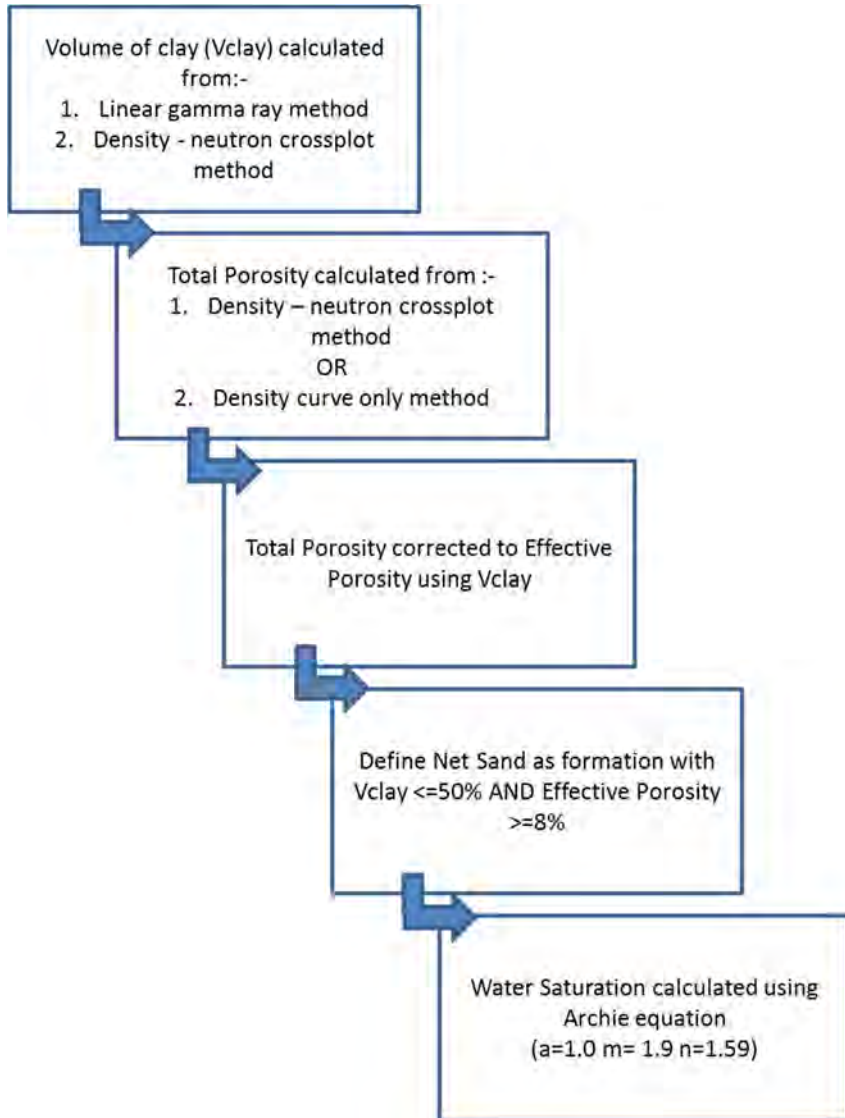 Volume of clay (Vclay) calculated
from:-
1. Linear gamma ray method
2. Density - neutron crossplot
method
Total Porosity calculated from :-
1. Density – neutron crossplot
method
OR
2. Density curve only method
Total Porosity corrected to Effective
Porosity using Vclay
Define Net Sand as formation with
Vclay <=50% AND Effective Porosity
>=8%
Water Saturation calculated using
Archie equation
(a=1.0 m= 1.9 n=1.59)